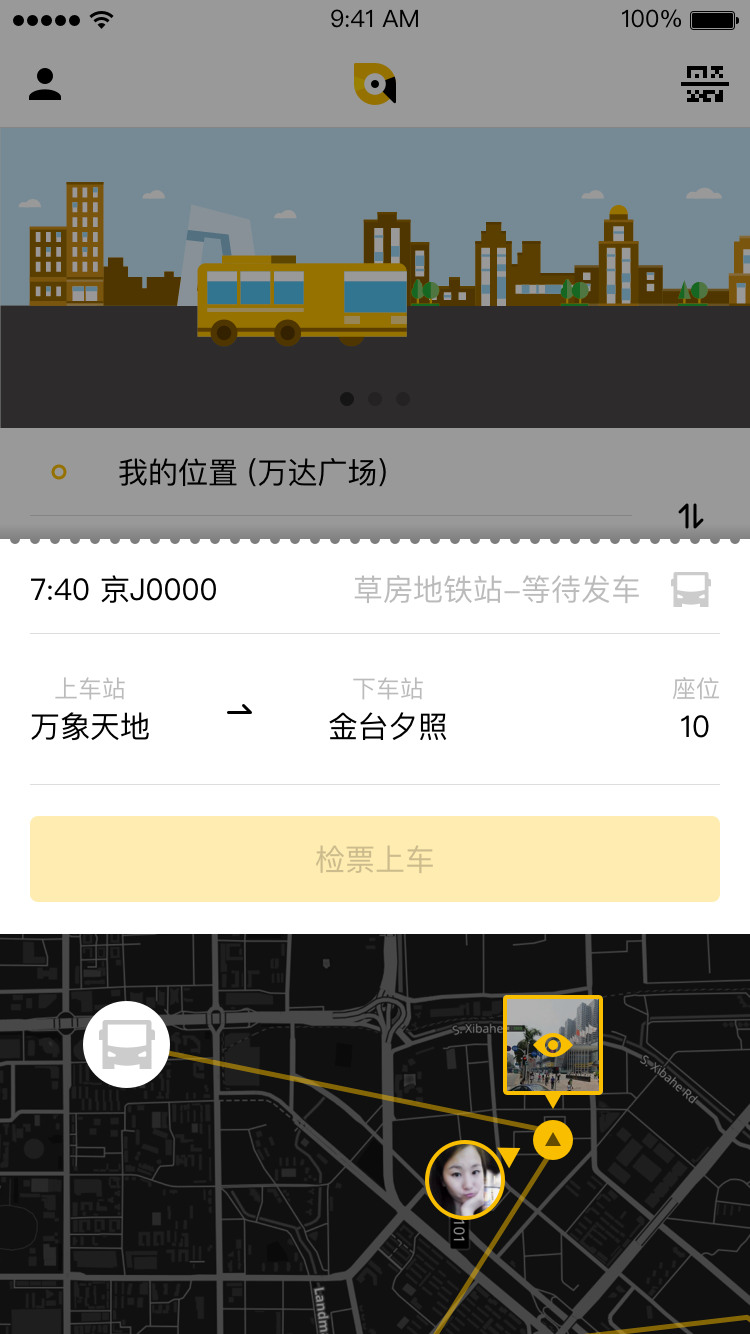 9:41 AM 100%
我的位置 (万达广场)
7:40 京J0000 草房地铁站–等待发车
上车站 下车站 座位
万象天地 金台夕照 10
检票上车
S. Xibahe
S. Xibahe Rd
101
Landm